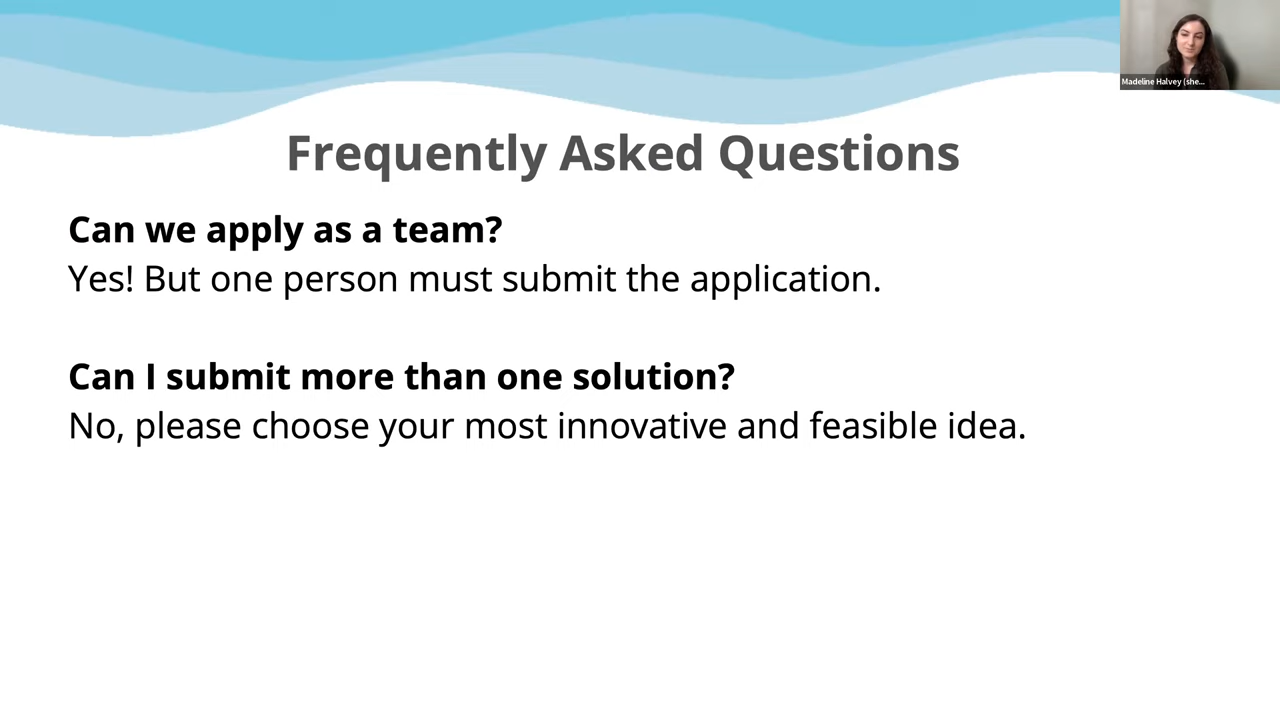 Madeline Halvey (she...
Frequently Asked Questions
Can we apply as a team?
Yes! But one person must submit the application.
Can I submit more than one solution?
No, please choose your most innovative and feasible idea.